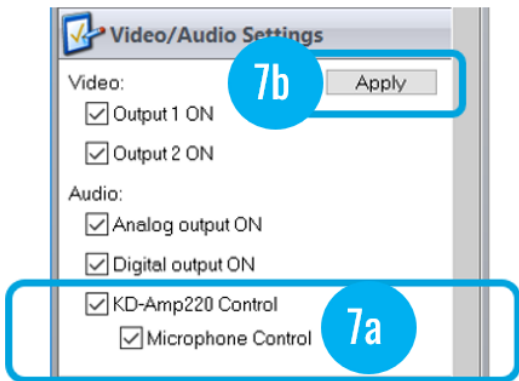 Video/Audio Settings
Video:
7b
Apply
Output 1 ON
Output 2 ON
Audio:
Analog output ON
Digital output ON
KD-Amp220 Control
Microphone Control
7a